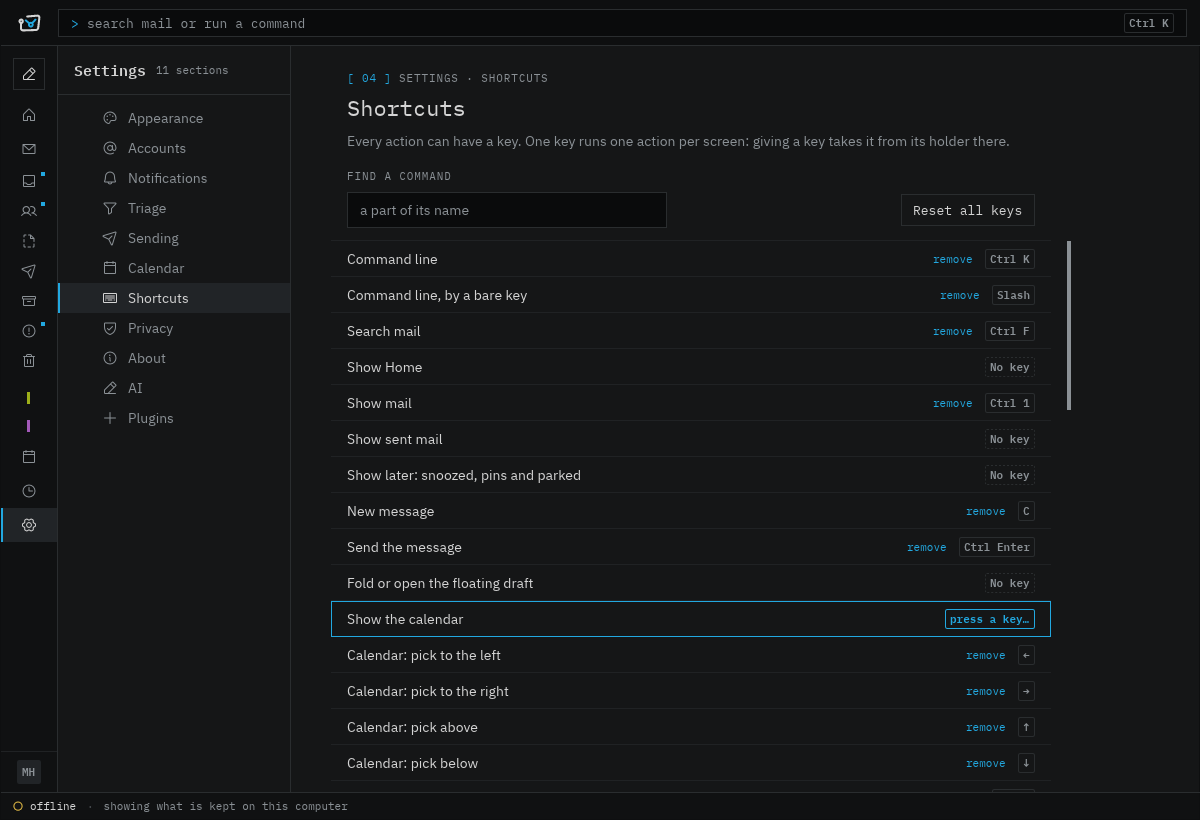 > search mail or run a command
Ctrl K
Settings 11 sections
Appearance
Accounts
Notifications
Triage
Sending
Calendar
Shortcuts
Privacy
About
AI
Plugins
MH
[ 04 ] SETTINGS · SHORTCUTS
Shortcuts
Every action can have a key. One key runs one action per screen: giving a key takes it from its holder there.
FIND A COMMAND
a part of its name
Reset all keys
Command line remove Ctrl K
Command line, by a bare key remove Slash
Search mail remove Ctrl F
Show Home No key
Show mail remove Ctrl 1
Show sent mail No key
Show later: snoozed, pins and parked No key
New message remove C
Send the message remove Ctrl Enter
Fold or open the floating draft No key
Show the calendar press a key…
Calendar: pick to the left remove ←
Calendar: pick to the right remove →
Calendar: pick above remove ↑
Calendar: pick below remove ↓
offline · showing what is kept on this computer